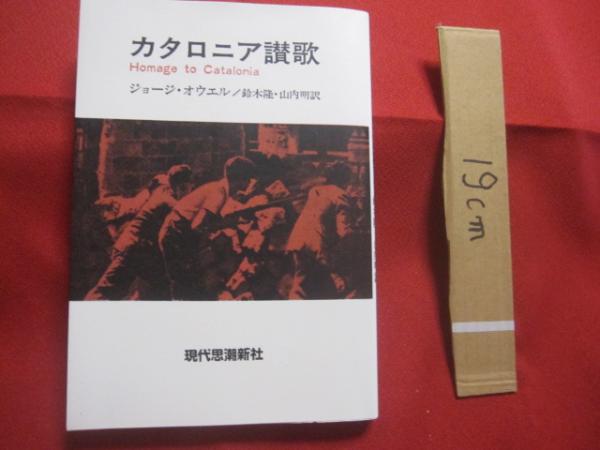 カタロニア讃歌
Homage to Catalonia
ジョージ・オウエル／鈴木隆・山内明訳
現代思潮新社
19cm